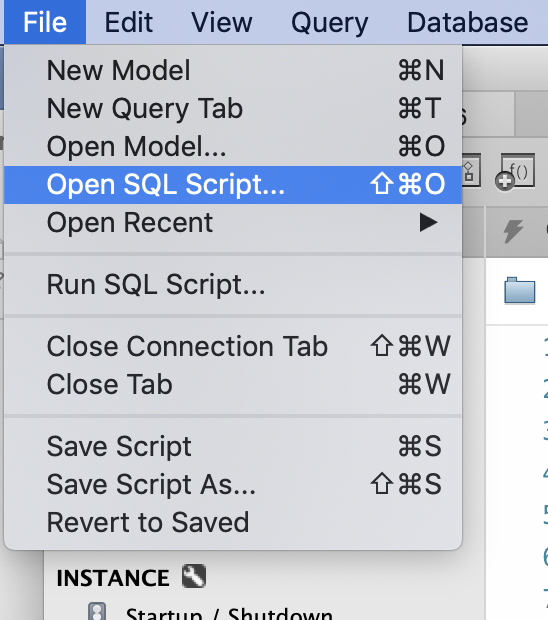 File Edit View Query Database
New Model ⌘N
New Query Tab ⌘T
Open Model... ⌘O
Open SQL Script... ⇧⌘O
Open Recent ▶
Run SQL Script...
Close Connection Tab ⇧⌘W
Close Tab ⌘W
Save Script ⌘S
Save Script As... ⇧⌘S
Revert to Saved
INSTANCE
Startup / Shutdown
f()
1
2
3
4
5
6
7